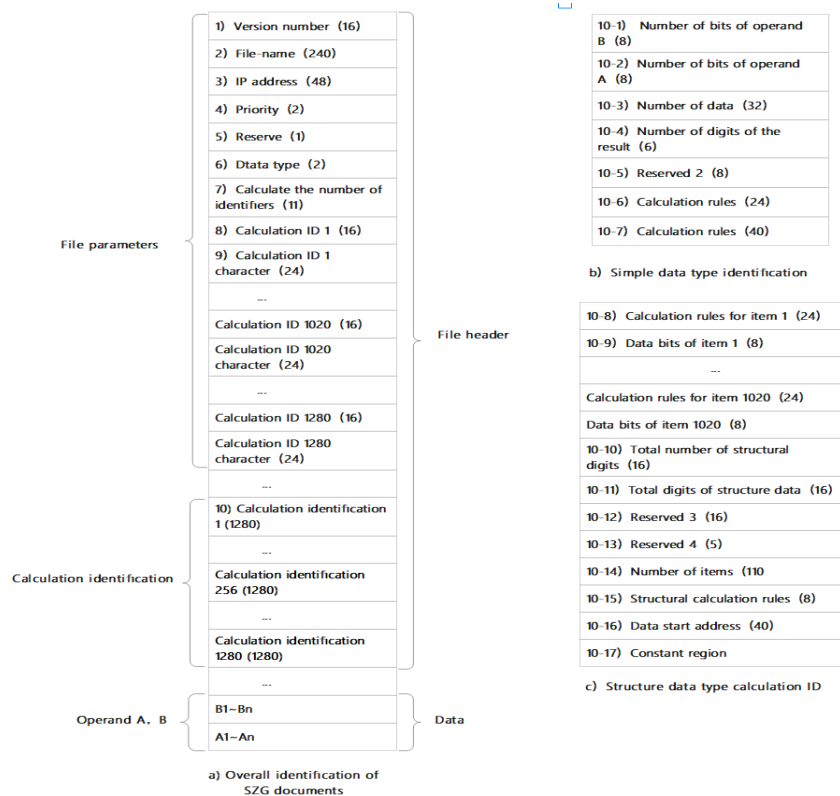 1) Version number (16)
2) File-name (240)
3) IP address (48)
4) Priority (2)
5) Reserve (1)
6) Dtata type (2)
7) Calculate the number of
identifiers (11)
8) Calculation ID 1 (16)
9) Calculation ID 1
character (24)
...
Calculation ID 1020 (16)
Calculation ID 1020
character (24)
...
Calculation ID 1280 (16)
Calculation ID 1280
character (24)
...
10) Calculation identification
1 (1280)
...
Calculation identification
256 (1280)
...
Calculation identification
1280 (1280)
...
B1~Bn
A1~An
File parameters
Calculation identification
Operand A, B
File header
Data
a) Overall identification of
SZG documents
10-1) Number of bits of operand
B (8)
10-2) Number of bits of operand
A (8)
10-3) Number of data (32)
10-4) Number of digits of the
result (6)
10-5) Reserved 2 (8)
10-6) Calculation rules (24)
10-7) Calculation rules (40)
b) Simple data type identification
10-8) Calculation rules for item 1 (24)
10-9) Data bits of item 1 (8)
...
Calculation rules for item 1020 (24)
Data bits of item 1020 (8)
10-10) Total number of structural
digits (16)
10-11) Total digits of structure data (16)
10-12) Reserved 3 (16)
10-13) Reserved 4 (5)
10-14) Number of items (110
10-15) Structural calculation rules (8)
10-16) Data start address (40)
10-17) Constant region
c) Structure data type calculation ID